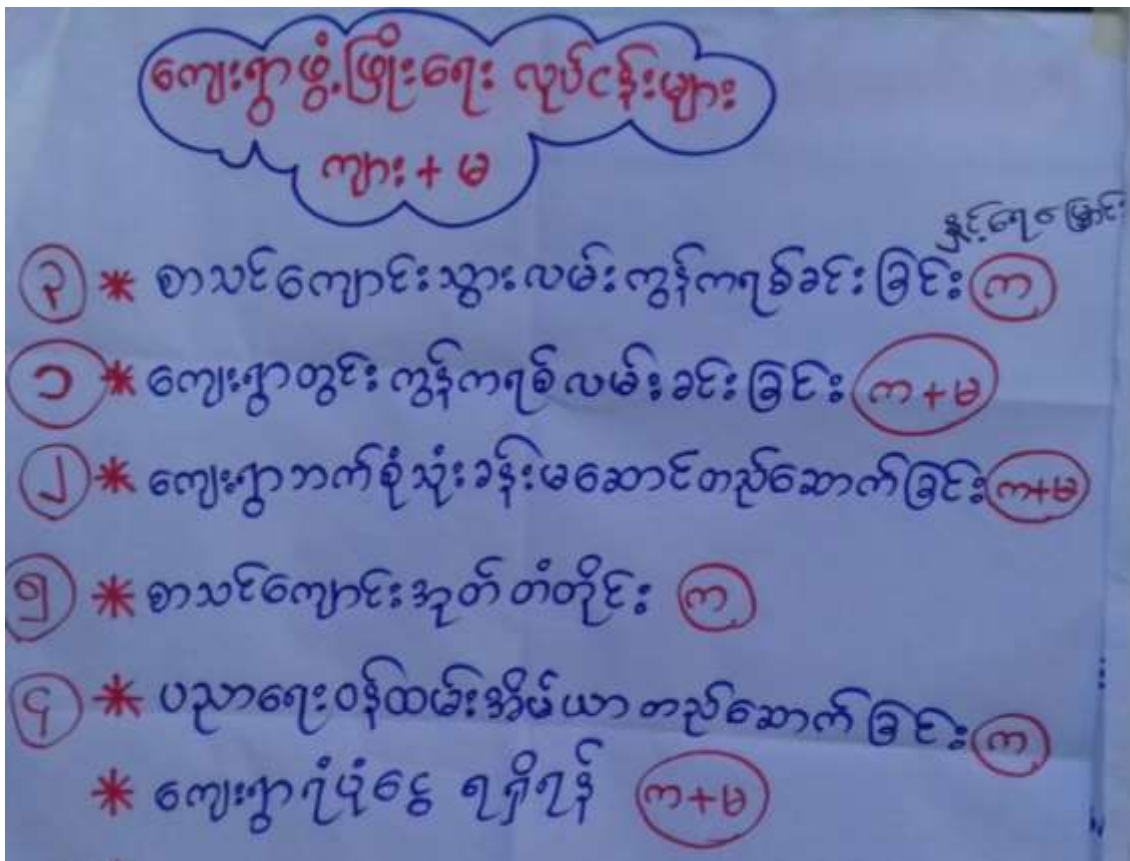 ကျေးရွာဖွံ့ဖြိုးရေး လုပ်ငန်းများ
ကျား + မ
နှင့်ရေမြောင်း
၃ * စာသင်ကျောင်းသွားလမ်းကွန်ကရစ်ခင်းခြင်း က
၁ * ကျေးရွာတွင်းကွန်ကရစ်လမ်းခင်းခြင်း က + မ
၂ * ကျေးရွာဘက်စုံသုံးခန်းမဆောင်တည်ဆောက်ခြင်း က+မ
၅ * စာသင်ကျောင်းအုတ်တံတိုင်း က
၄ * ပညာရေးဝန်ထမ်းအိမ်ယာတည်ဆောက်ခြင်း က
* ကျေးရွာရံပုံငွေ ရရှိရန် က+မ